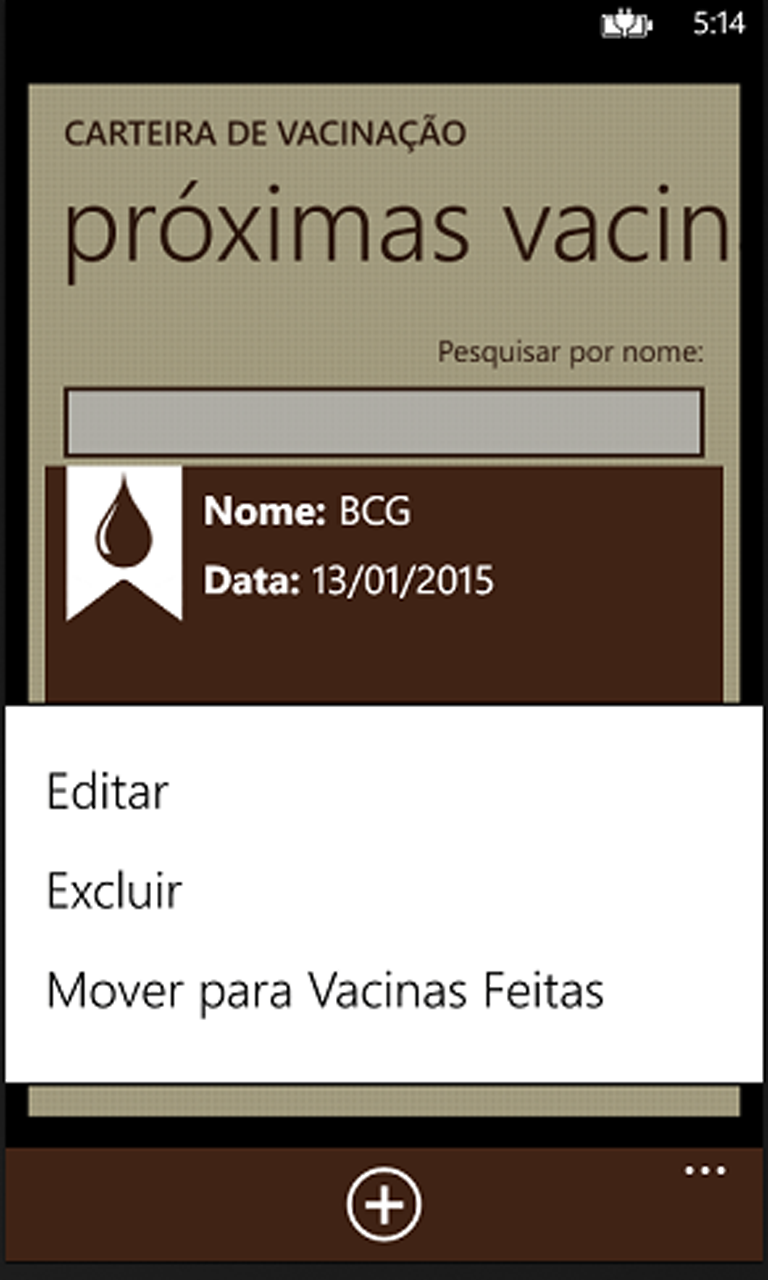 5:14
CARTEIRA DE VACINAÇÃO
próximas vacin
Pesquisar por nome:
Nome: BCG
Data: 13/01/2015
Editar
Excluir
Mover para Vacinas Feitas